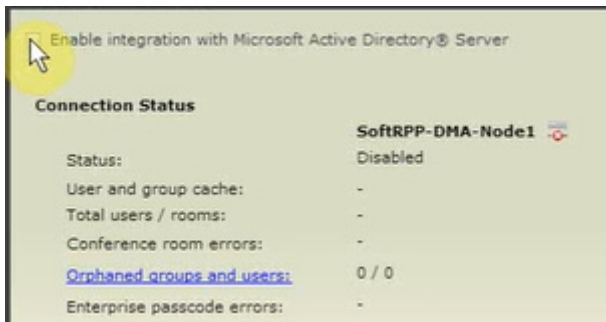 Enable integration with Microsoft Active Directory® Server
Connection Status
SoftRPP-DMA-Node1
Status: Disabled
User and group cache: -
Total users / rooms: -
Conference room errors: -
Orphaned groups and users: 0 / 0
Enterprise passcode errors: -